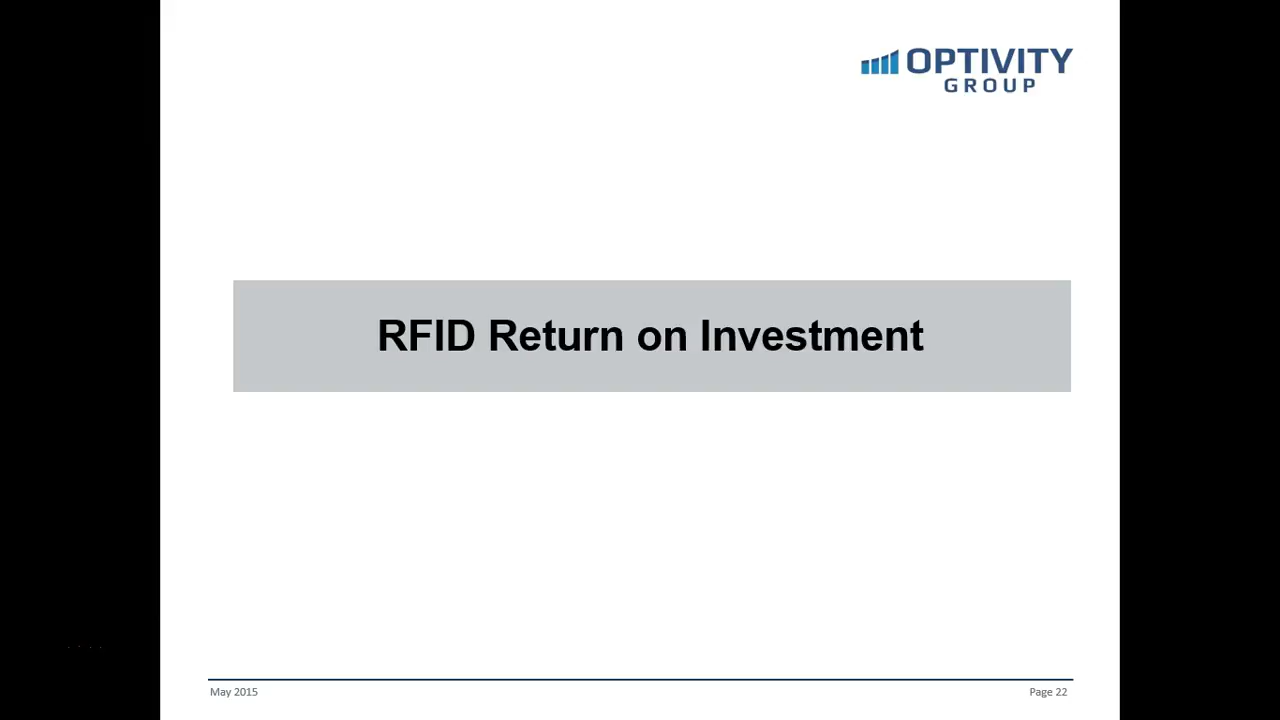 OPTIVITY
GROUP
RFID Return on Investment
May 2015
Page 22